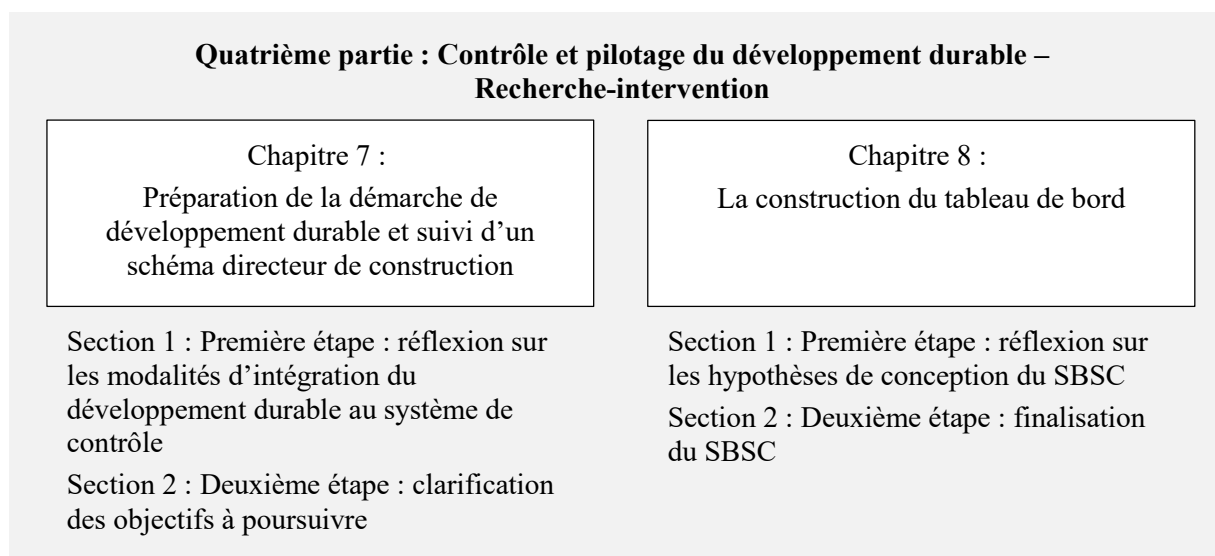 Quatrième partie : Contrôle et pilotage du développement durable –
Recherche-intervention
Chapitre 7 :
Préparation de la démarche de
développement durable et suivi d’un
schéma directeur de construction
Section 1 : Première étape : réflexion sur
les modalités d’intégration du
développement durable au système de
contrôle
Section 2 : Deuxième étape : clarification
des objectifs à poursuivre
Chapitre 8 :
La construction du tableau de bord
Section 1 : Première étape : réflexion sur
les hypothèses de conception du SBSC
Section 2 : Deuxième étape : finalisation
du SBSC